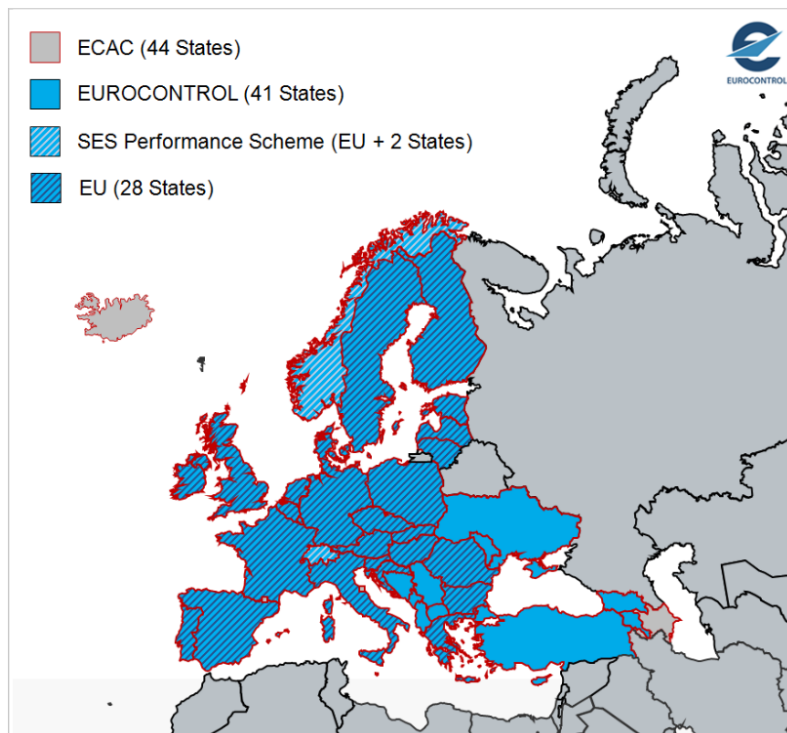 ECAC (44 States)
EUROCONTROL (41 States)
SES Performance Scheme (EU + 2 States)
EU (28 States)
EUROCONTROL